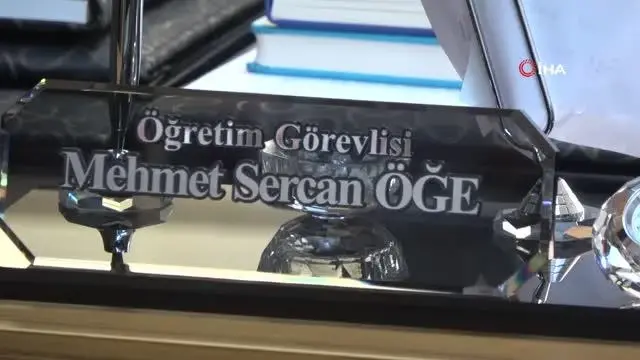 İHA
Öğretim Görevlisi
Mehmet Sercan ÖĞE